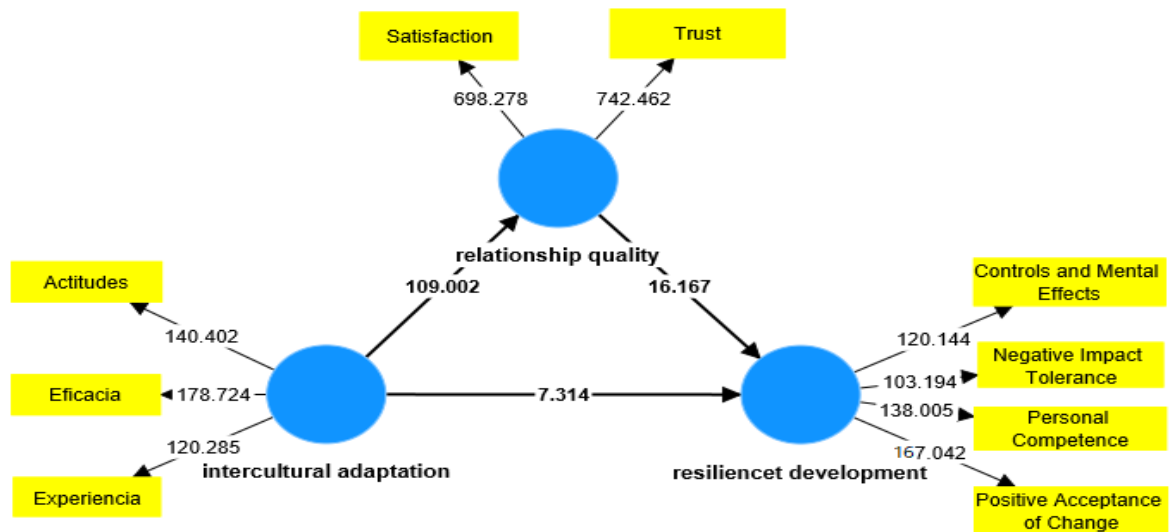 Satisfaction
Trust
698.278
742.462
relationship quality
109.002
16.167
Actitudes
140.402
Eficacia
178.724
120.285
Experiencia
intercultural adaptation
7.314
Controls and Mental
Effects
120.144
Negative Impact
Tolerance
103.194
138.005
Personal
Competence
167.042
resiliencet development
Positive Acceptance
of Change